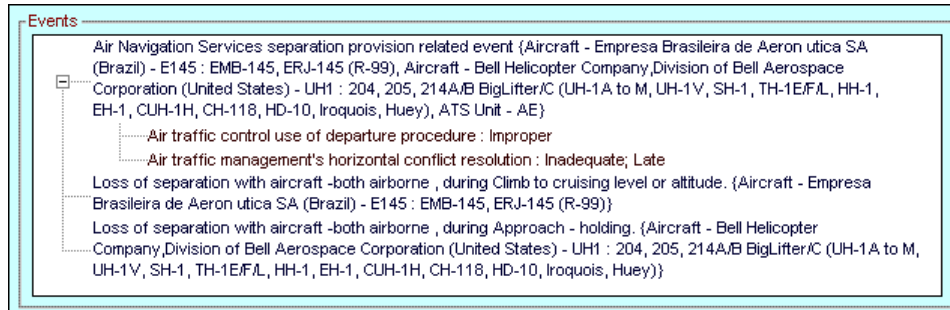 Events
Air Navigation Services separation provision related event {Aircraft - Empresa Brasileira de Aeron utica SA
(Brazil) - E145 : EMB-145, ERJ-145 (R-99), Aircraft - Bell Helicopter Company,Division of Bell Aerospace
Corporation (United States) - UH1 : 204, 205, 214A/B BigLifter/C (UH-1A to M, UH-1V, SH-1, TH-1E/F/L, HH-1,
EH-1, CUH-1H, CH-118, HD-10, Iroquois, Huey), ATS Unit - AE}
Air traffic control use of departure procedure : Improper
Air traffic management's horizontal conflict resolution : Inadequate; Late
Loss of separation with aircraft -both airborne , during Climb to cruising level or altitude. {Aircraft - Empresa
Brasileira de Aeron utica SA (Brazil) - E145 : EMB-145, ERJ-145 (R-99)}
Loss of separation with aircraft -both airborne , during Approach - holding. {Aircraft - Bell Helicopter
Company,Division of Bell Aerospace Corporation (United States) - UH1 : 204, 205, 214A/B BigLifter/C (UH-1A to M,
UH-1V, SH-1, TH-1E/F/L, HH-1, EH-1, CUH-1H, CH-118, HD-10, Iroquois, Huey)}